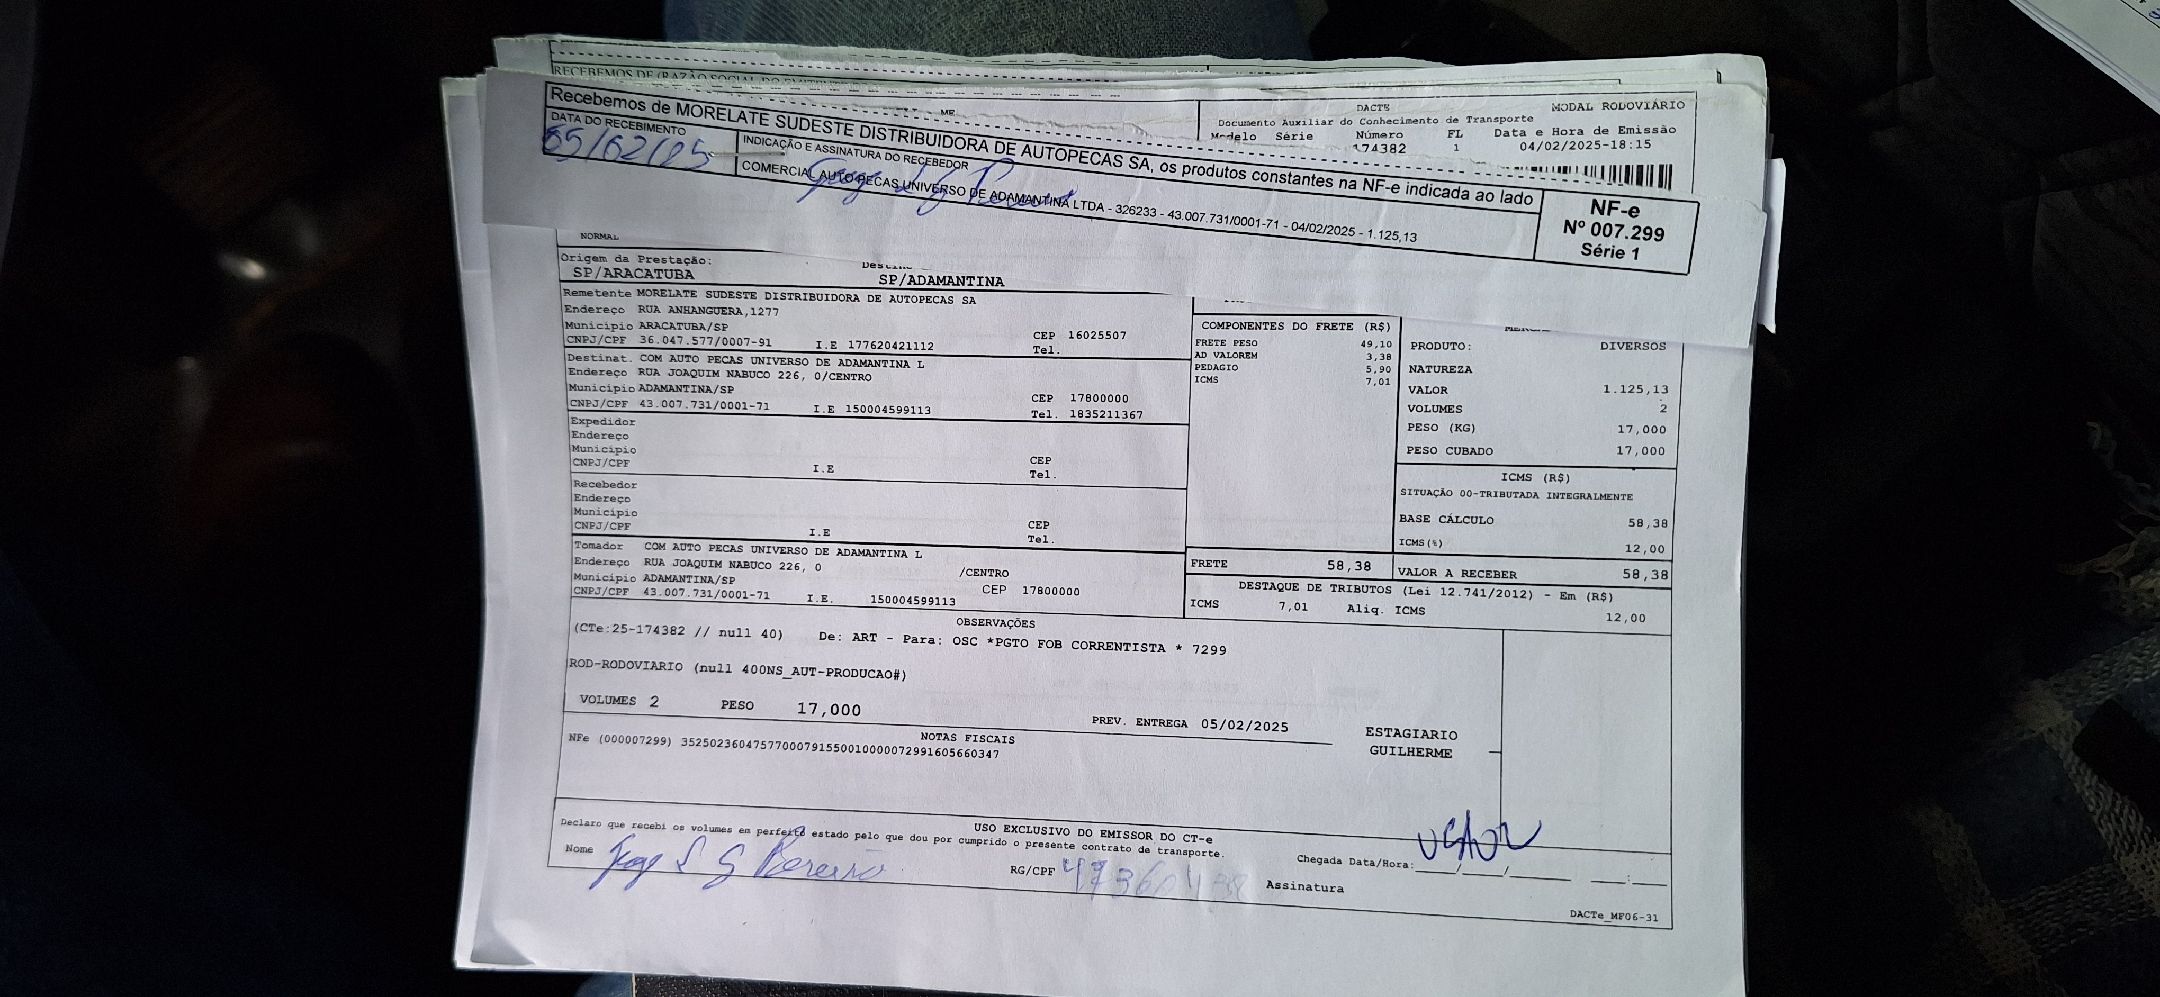 RECEBEMOS DE (RAZÃO SOCIAL DO EMITENTE
ME
DACTE
MODAL RODOVIÁRIO
Documento Auxiliar do Conhecimento de Transporte
Modelo Série Número FL Data e Hora de Emissão
174382 1 04/02/2025-18:15
Recebemos de MORELATE SUDESTE DISTRIBUIDORA DE AUTOPECAS SA, os produtos constantes na NF-e indicada ao lado
DATA DO RECEBIMENTO
05/02/25
INDICAÇÃO E ASSINATURA DO RECEBEDOR
COMERCIAL AUTO PECAS UNIVERSO DE ADAMANTINA LTDA - 326233 - 43.007.731/0001-71 - 04/02/2025 - 1.125,13
NF-e
Nº 007.299
Série 1
NORMAL
Origem da Prestação:
SP/ARACATUBA
SP/ADAMANTINA
Remetente MORELATE SUDESTE DISTRIBUIDORA DE AUTOPECAS SA
Endereço RUA ANHANGUERA,1277
Município ARACATUBA/SP CEP 16025507
CNPJ/CPF 36.047.577/0007-91 I.E 177620421112 Tel.
Destinat. COM AUTO PECAS UNIVERSO DE ADAMANTINA L
Endereço RUA JOAQUIM NABUCO 226, 0/CENTRO
Município ADAMANTINA/SP CEP 17800000
CNPJ/CPF 43.007.731/0001-71 I.E 150004599113 Tel. 1835211367
Expedidor
Endereço
Município CEP
CNPJ/CPF I.E Tel.
Recebedor
Endereço
Município CEP
CNPJ/CPF I.E Tel.
Tomador COM AUTO PECAS UNIVERSO DE ADAMANTINA L
Endereço RUA JOAQUIM NABUCO 226, 0 /CENTRO
Município ADAMANTINA/SP CEP 17800000
CNPJ/CPF 43.007.731/0001-71 I.E. 150004599113
COMPONENTES DO FRETE (R$)
FRETE PESO 49,10
AD VALOREM 3,38
PEDAGIO 5,90
ICMS 7,01
PRODUTO: DIVERSOS
NATUREZA
VALOR 1.125,13
VOLUMES 2
PESO (KG) 17,000
PESO CUBADO 17,000
ICMS (R$)
SITUAÇÃO 00-TRIBUTADA INTEGRALMENTE
BASE CÁLCULO 58,38
ICMS(%) 12,00
FRETE 58,38 VALOR A RECEBER 58,38
DESTAQUE DE TRIBUTOS (Lei 12.741/2012) - Em (R$)
ICMS 7,01 Aliq. ICMS 12,00
OBSERVAÇÕES
(CTe:25-174382 // null 40) De: ART - Para: OSC *PGTO FOB CORRENTISTA * 7299
ROD-RODOVIARIO (null 400NS_AUT-PRODUCAO#)
VOLUMES 2 PESO 17,000 PREV. ENTREGA 05/02/2025
ESTAGIARIO
GUILHERME
NOTAS FISCAIS
NFe (000007299) 35250236047577000791550010000072991605660347
USO EXCLUSIVO DO EMISSOR DO CT-e
Declaro que recebi os volumes em perfeito estado pelo que dou por cumprido o presente contrato de transporte.
Nome RG/CPF Assinatura
Chegada Data/Hora:____/____/______ ____:____
DACTe_MF06-31